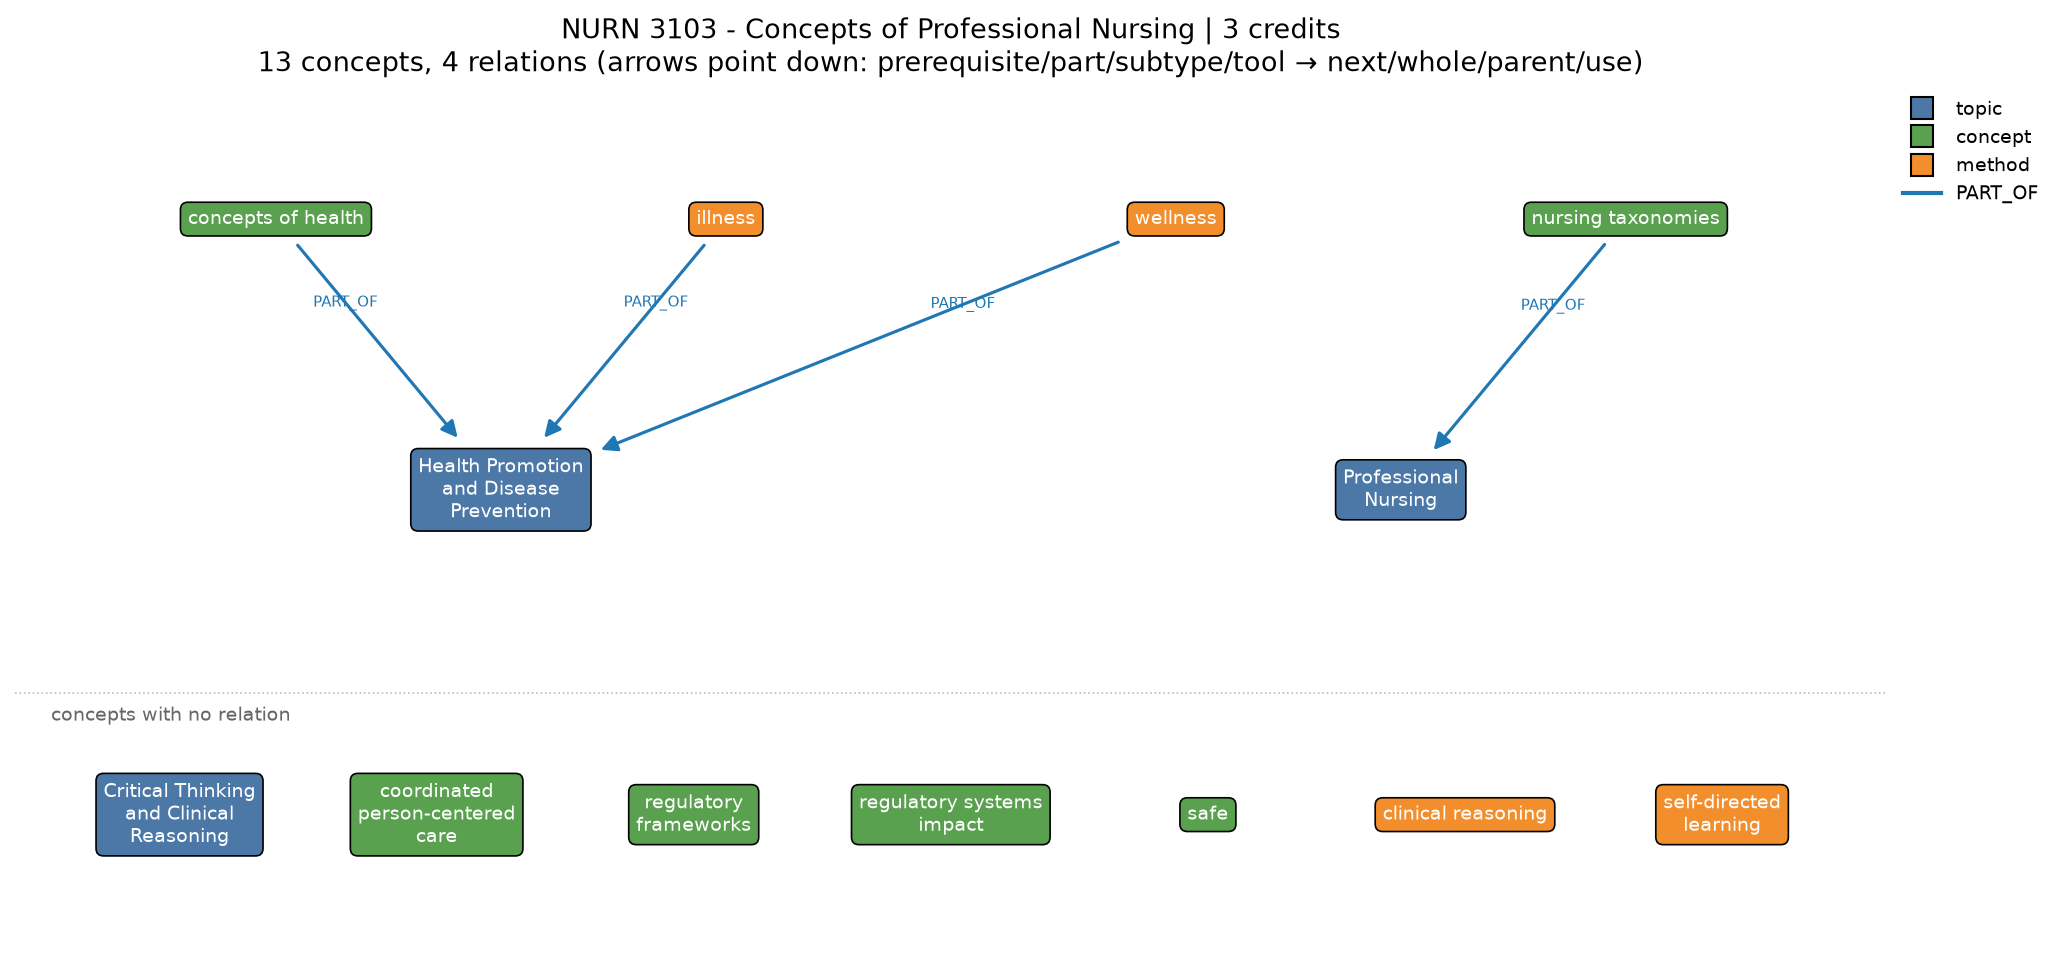 NURN 3103 - Concepts of Professional Nursing | 3 credits
13 concepts, 4 relations (arrows point down: prerequisite/part/subtype/tool → next/whole/parent/use)
topic
concept
method
PART_OF
concepts of health
illness
wellness
nursing taxonomies
PART_OF
PART_OF
PART_OF
PART_OF
Health Promotion
and Disease
Prevention
Professional
Nursing
concepts with no relation
Critical Thinking
and Clinical
Reasoning
coordinated
person-centered
care
regulatory
frameworks
regulatory systems
impact
safe
clinical reasoning
self-directed
learning